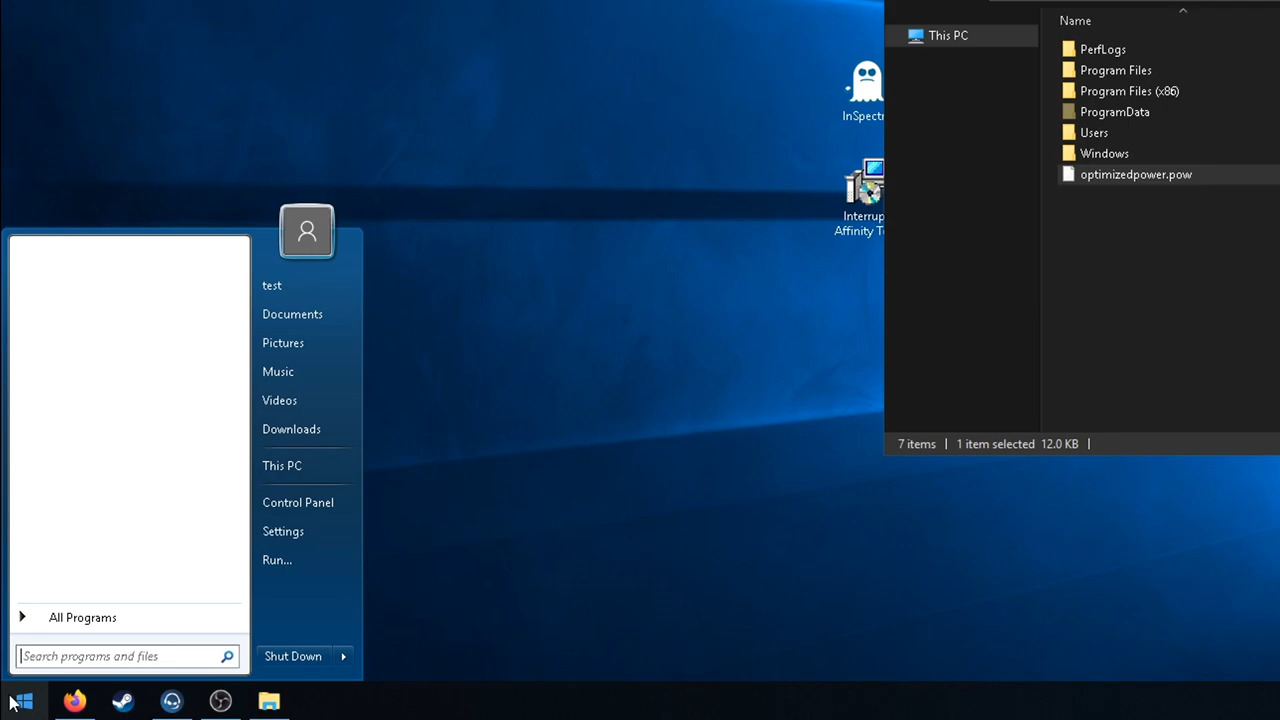 Name
This PC
PerfLogs
Program Files
Program Files (x86)
ProgramData
Users
Windows
optimizedpower.pow
7 items
1 item selected 12.0 KB
InSpectr
Interrup
Affinity T
test
Documents
Pictures
Music
Videos
Downloads
This PC
Control Panel
Settings
Run...
All Programs
Search programs and files
Shut Down